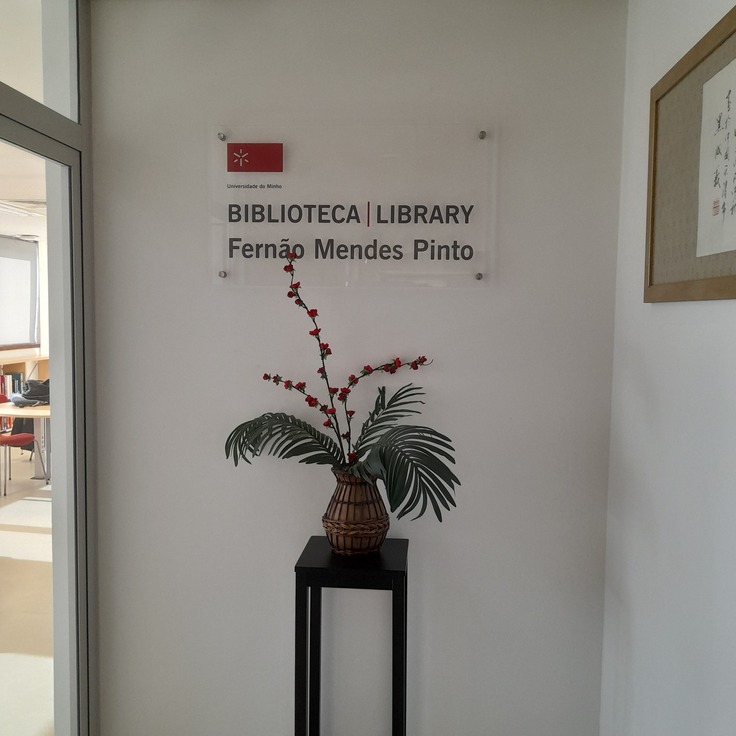 Universidade do Minho
BIBLIOTECA | LIBRARY
Fernão Mendes Pinto